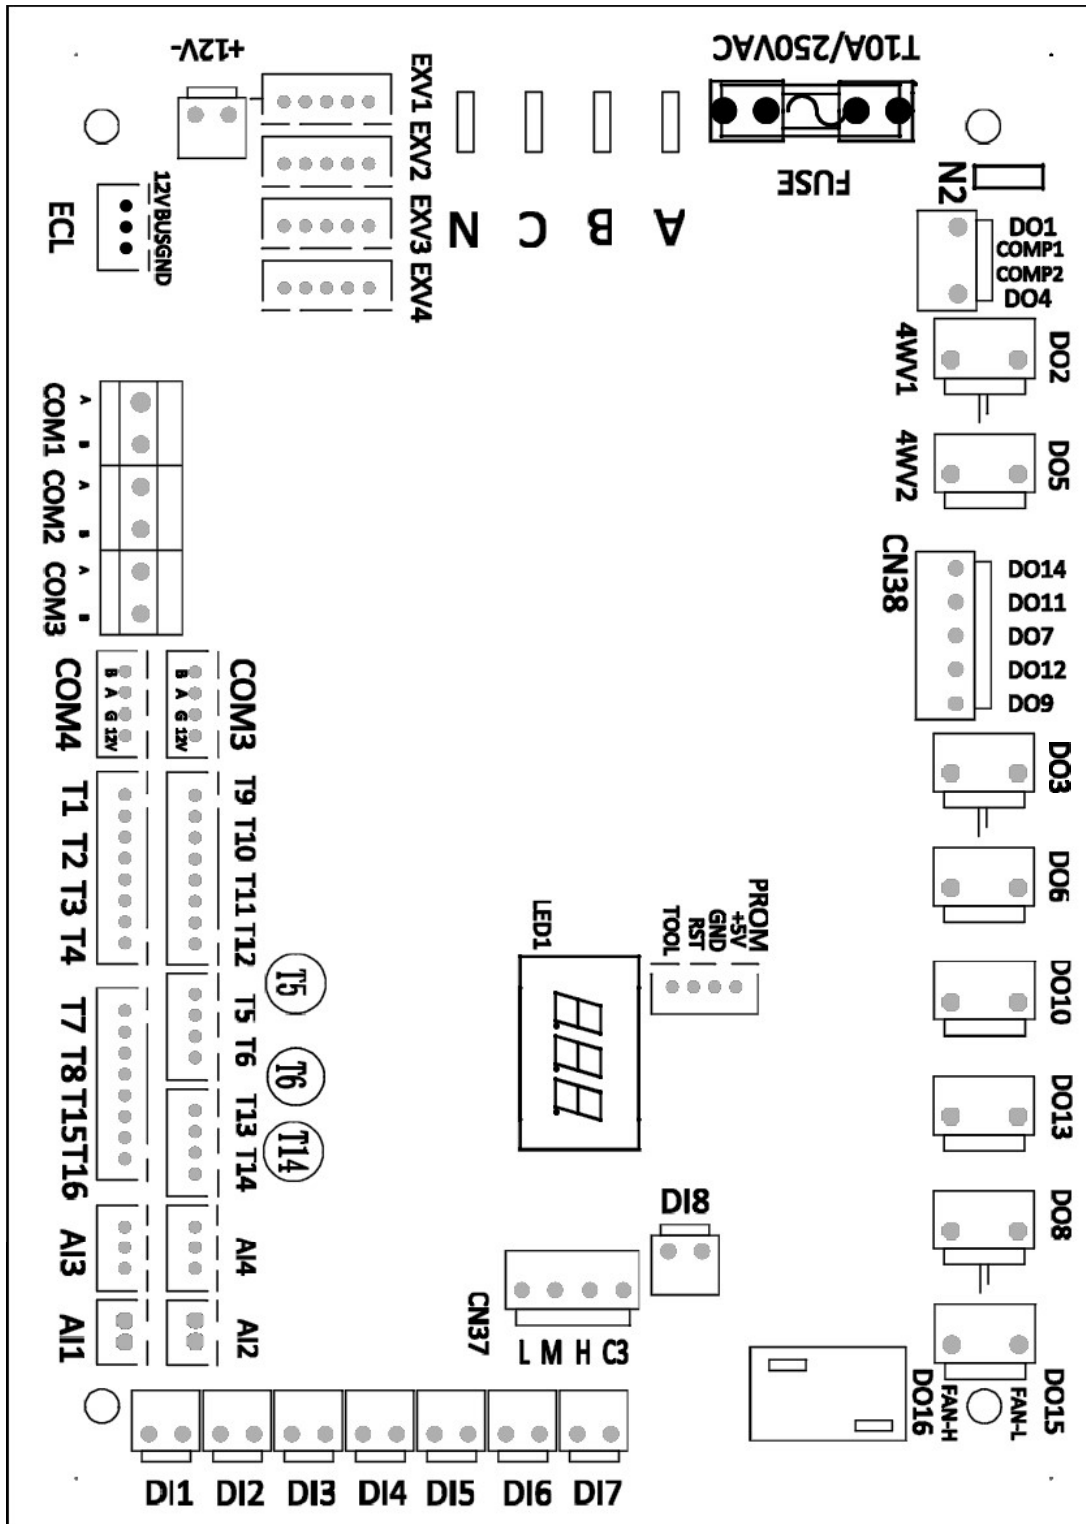 +12V-
EXV1
EXV2
EXV3
EXV4
T10A/250VAC
FUSE
N
C
B
A
N2
ECL
12VBUSGND
DO1
COMP1
COMP2
DO4
4WV1
DO2
4WV2
DO5
COM1
A
B
COM2
A
B
COM3
A
B
CN38
DO14
DO11
DO7
DO12
DO9
COM4
B
A
G
12V
B
A
G
12V
COM3
DO3
T1
T2
T3
T4
T9
T10
T11
T12
DO6
LED1
TOOL
RST
GND
+5V
PROM
T5
T7
T8
T15
T16
T5
T6
T6
T13
T14
T14
DO10
DO13
DI8
DO8
AI3
AI4
CN37
L M H C3
AI1
AI2
DO16
FAN-H
FAN-L
DO15
DI1 DI2 DI3 DI4 DI5 DI6 DI7